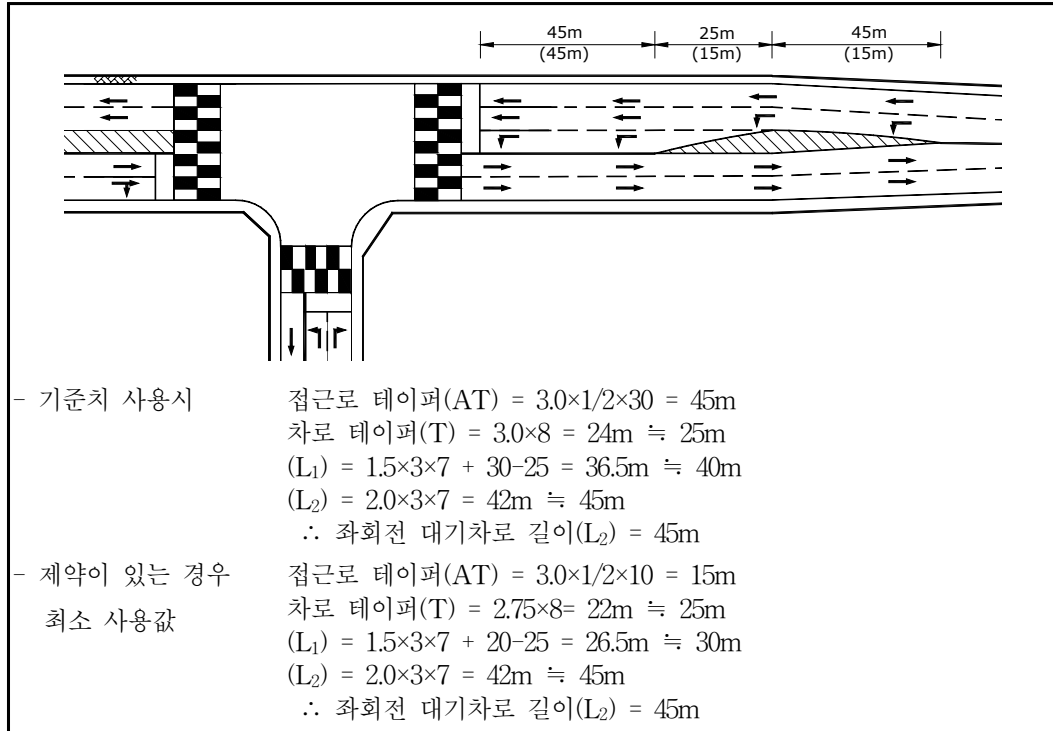 45m 25m 45m
(45m) (15m) (15m)
- 기준치 사용시 접근로 테이퍼(AT) = 3.0×1/2×30 = 45m
차로 테이퍼(T) = 3.0×8 = 24m ≒ 25m
(L₁) = 1.5×3×7 + 30-25 = 36.5m ≒ 40m
(L₂) = 2.0×3×7 = 42m ≒ 45m
∴ 좌회전 대기차로 길이(L₂) = 45m
- 제약이 있는 경우 접근로 테이퍼(AT) = 3.0×1/2×10 = 15m
최소 사용값 차로 테이퍼(T) = 2.75×8= 22m ≒ 25m
(L₁) = 1.5×3×7 + 20-25 = 26.5m ≒ 30m
(L₂) = 2.0×3×7 = 42m ≒ 45m
∴ 좌회전 대기차로 길이(L₂) = 45m